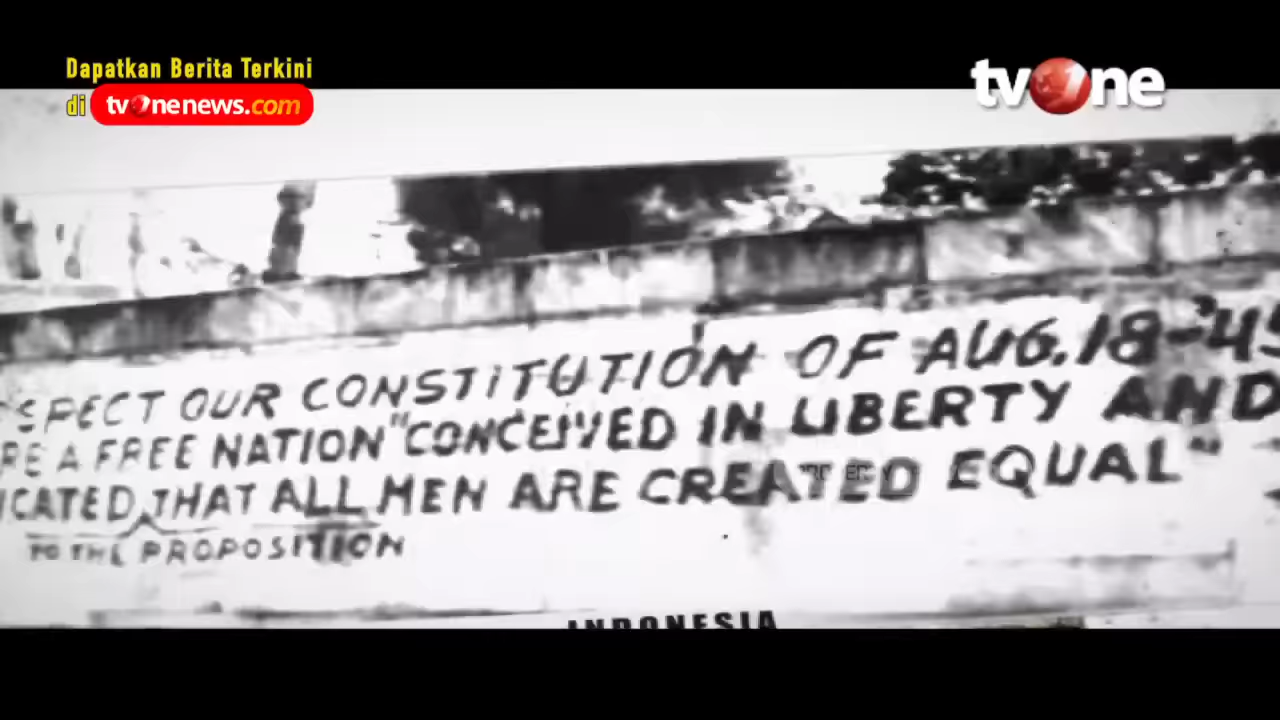 Dapatkan Berita Terkini
di tvOnenews.com
tvOne
SPECT OUR CONSTITUTION OF AUG. 18-'45
RE A FREE NATION "CONCEIVED IN LIBERTY AND
ICATED THAT ALL MEN ARE CREATED EQUAL"
TO THE PROPOSITION
INDONESIA